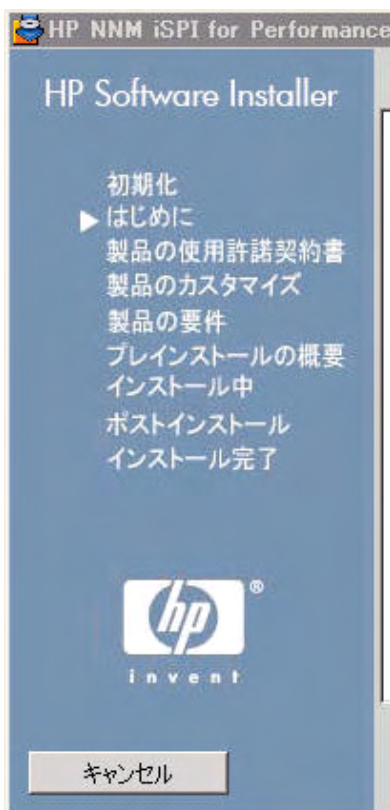 HP NNM iSPI for Performance
HP Software Installer
初期化
はじめに
製品の使用許諾契約書
製品のカスタマイズ
製品の要件
プレインストールの概要
インストール中
ポストインストール
インストール完了
hp®
invent
キャンセル